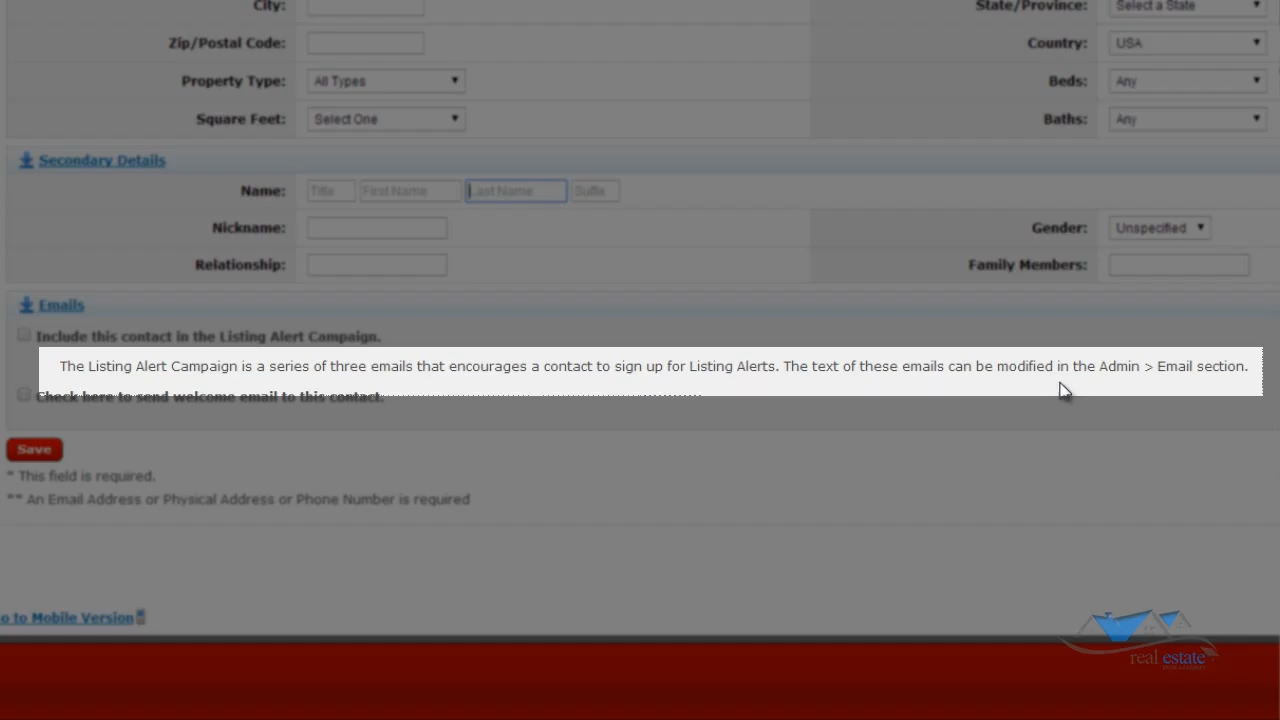 City: State/Province: Select a State
Zip/Postal Code: Country: USA
Property Type: All Types Beds: Any
Square Feet: Select One Baths: Any
Secondary Details
Name: Title First Name Last Name Suffix
Nickname: Gender: Unspecified
Relationship: Family Members:
Emails
Include this contact in the Listing Alert Campaign.
The Listing Alert Campaign is a series of three emails that encourages a contact to sign up for Listing Alerts. The text of these emails can be modified in the Admin > Email section.
Check here to send welcome email to this contact.
Save
* This field is required.
** An Email Address or Physical Address or Phone Number is required
o to Mobile Version
real estate